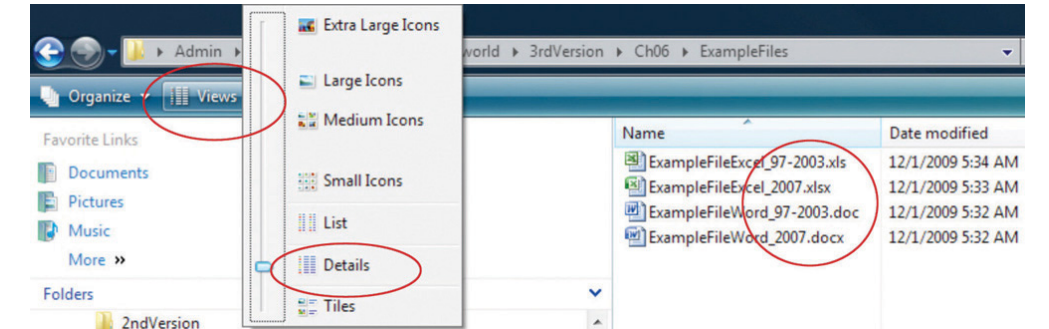 Extra Large Icons
Admin
world 3rdVersion Ch06 ExampleFiles
Large Icons
Organize Views
Medium Icons
Favorite Links
Name Date modified
Documents
ExampleFileExcel_97-2003.xls 12/1/2009 5:34 AM
Small Icons
ExampleFileExcel_2007.xlsx 12/1/2009 5:33 AM
Pictures
ExampleFileWord_97-2003.doc 12/1/2009 5:32 AM
List
Music
ExampleFileWord_2007.docx 12/1/2009 5:32 AM
More »
Details
Folders
Tiles
2ndVersion